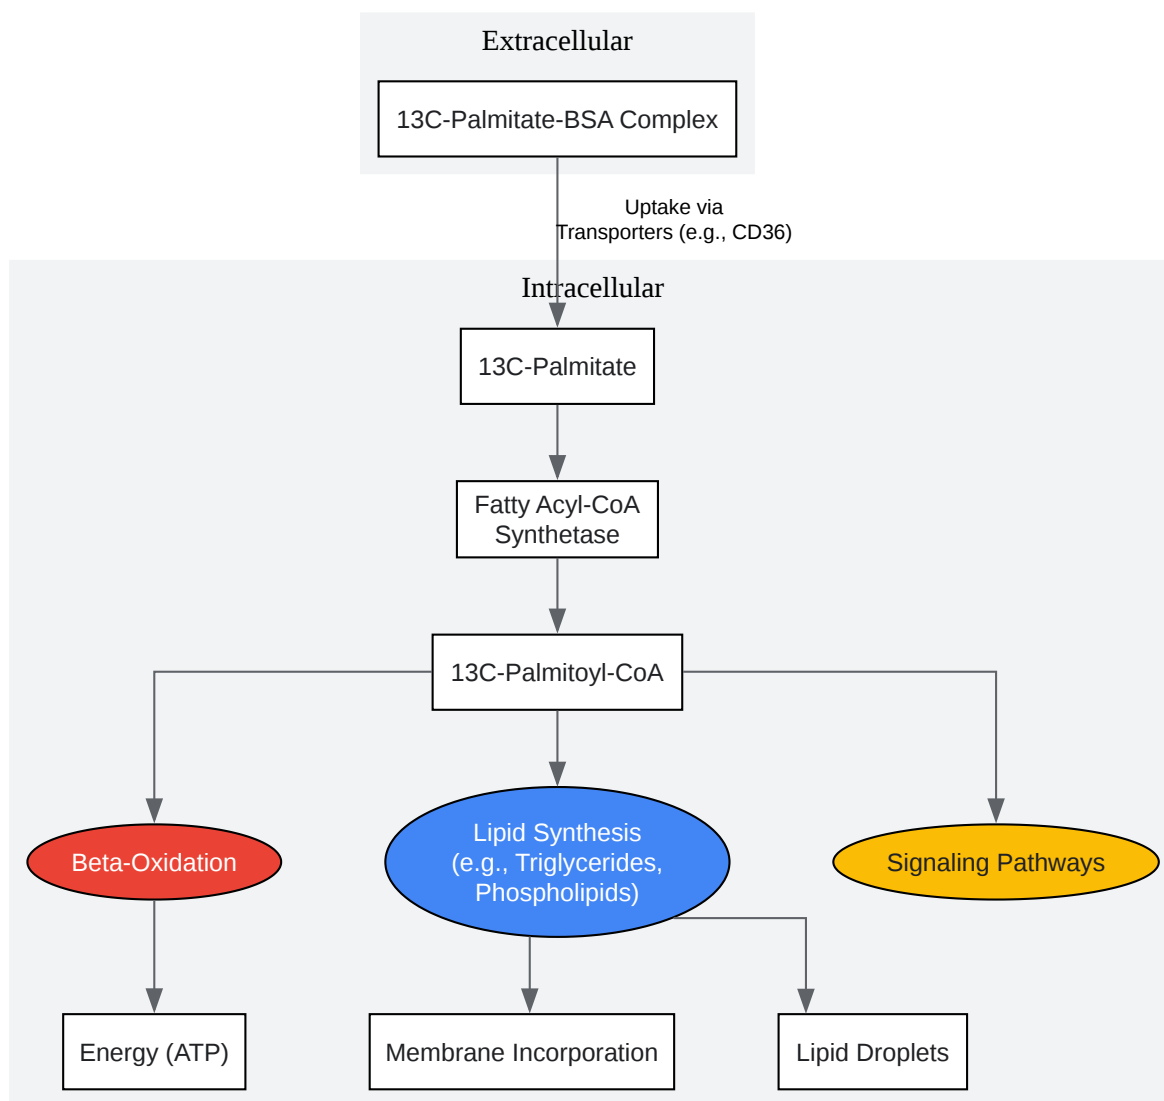 Extracellular
13C-Palmitate-BSA Complex
Uptake via
Transporters (e.g., CD36)
Intracellular
13C-Palmitate
Fatty Acyl-CoA
Synthetase
13C-Palmitoyl-CoA
Beta-Oxidation
Lipid Synthesis
(e.g., Triglycerides,
Phospholipids)
Signaling Pathways
Energy (ATP)
Membrane Incorporation
Lipid Droplets